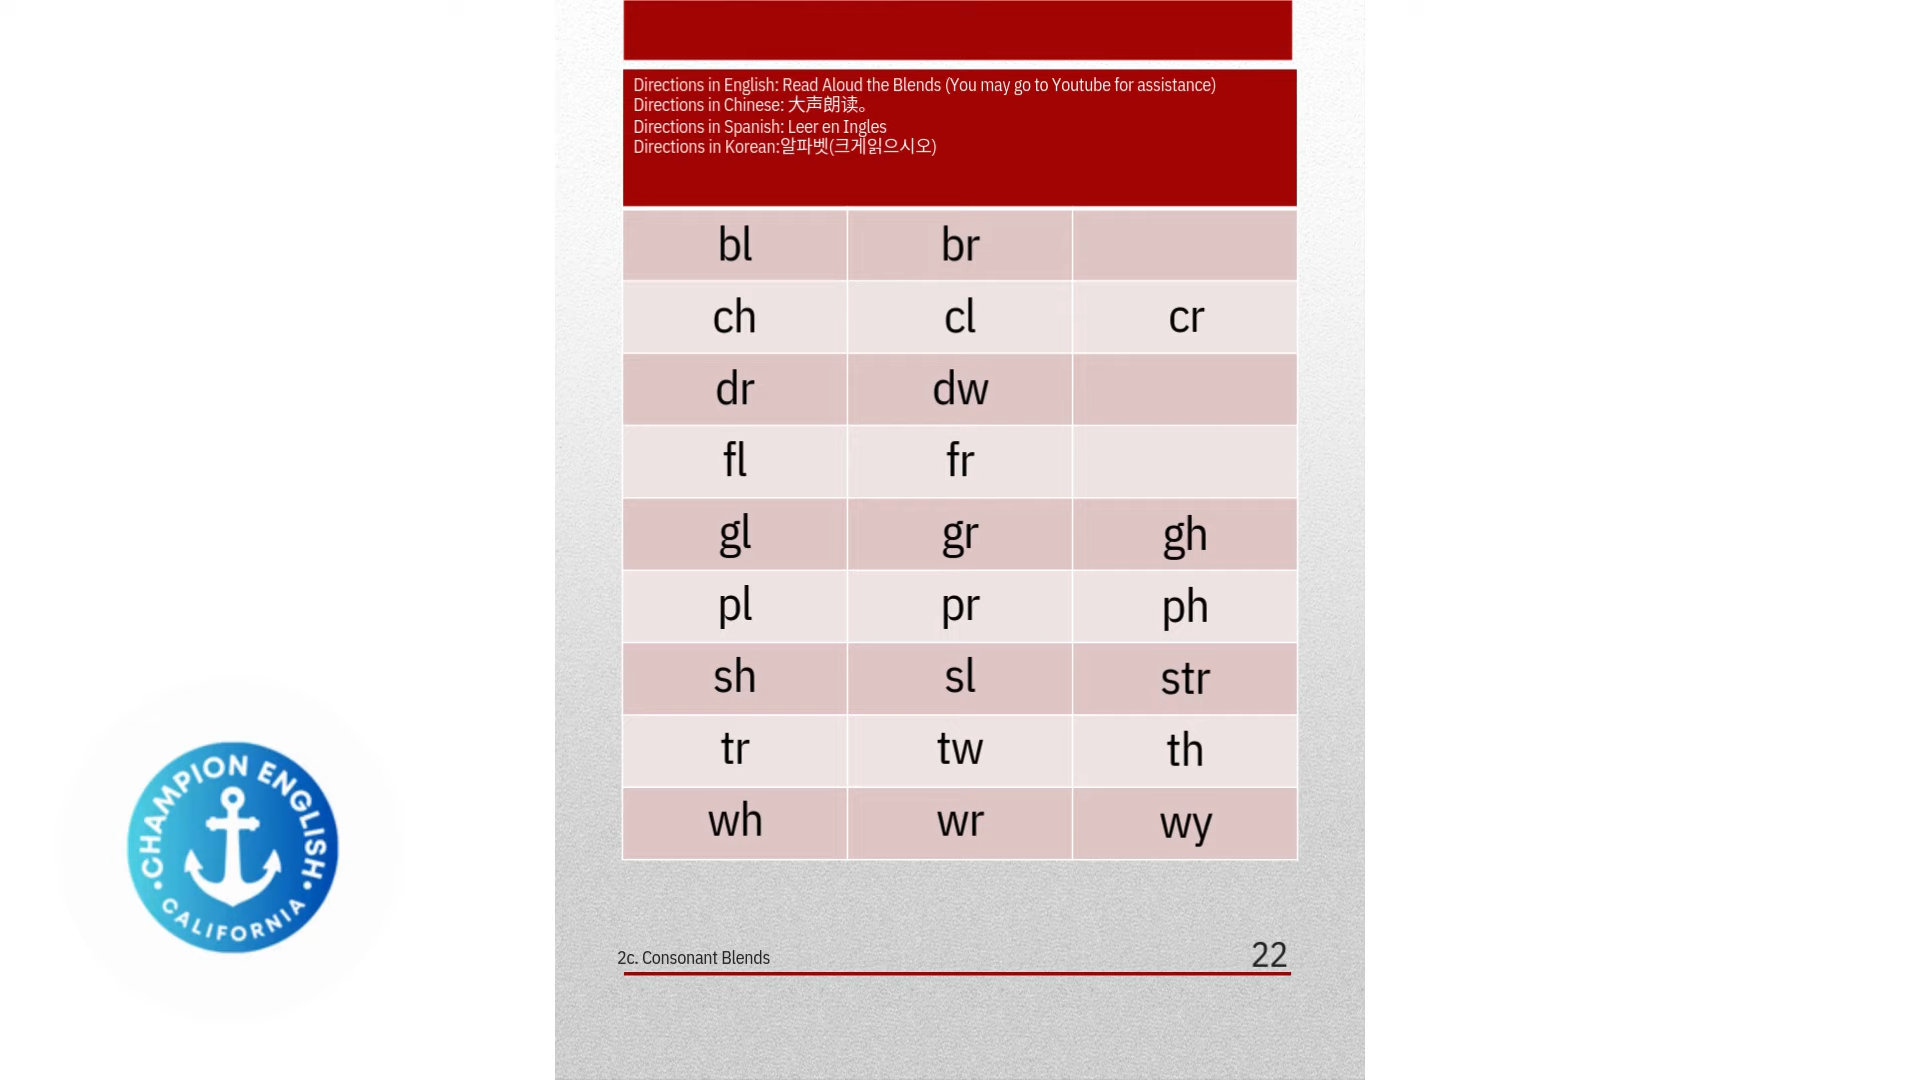 Directions in English: Read Aloud the Blends (You may go to Youtube for assistance)
Directions in Chinese: 大声朗读。
Directions in Spanish: Leer en Ingles
Directions in Korean:알파벳(크게읽으시오)
bl br
ch cl cr
dr dw
fl fr
gl gr gh
pl pr ph
sh sl str
tr tw th
wh wr wy
CHAMPION ENGLISH
CALIFORNIA
2c. Consonant Blends 22